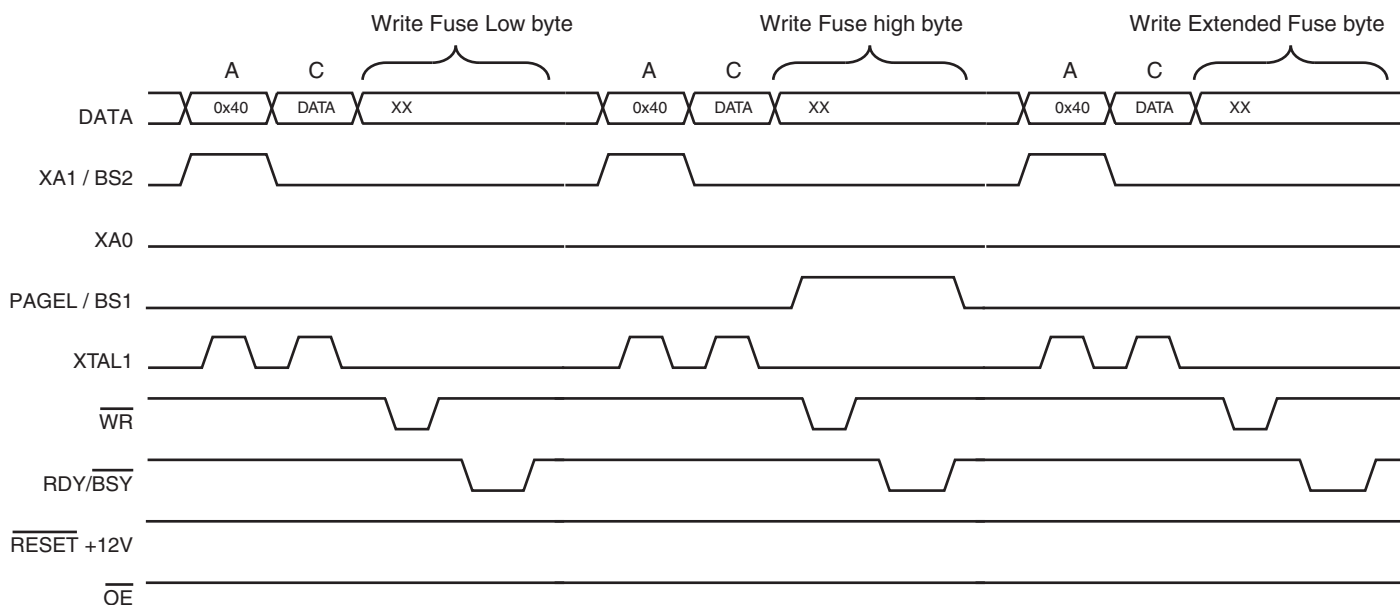 Write Fuse Low byte Write Fuse high byte Write Extended Fuse byte
A C A C A C
DATA 0x40 DATA XX 0x40 DATA XX 0x40 DATA XX
XA1 / BS2
XA0
PAGEL / BS1
XTAL1
WR
RDY/BSY
RESET +12V
OE